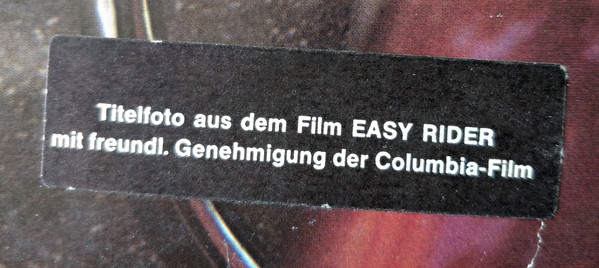 Titelfoto aus dem Film EASY RIDER
mit freundl. Genehmigung der Columbia-Film